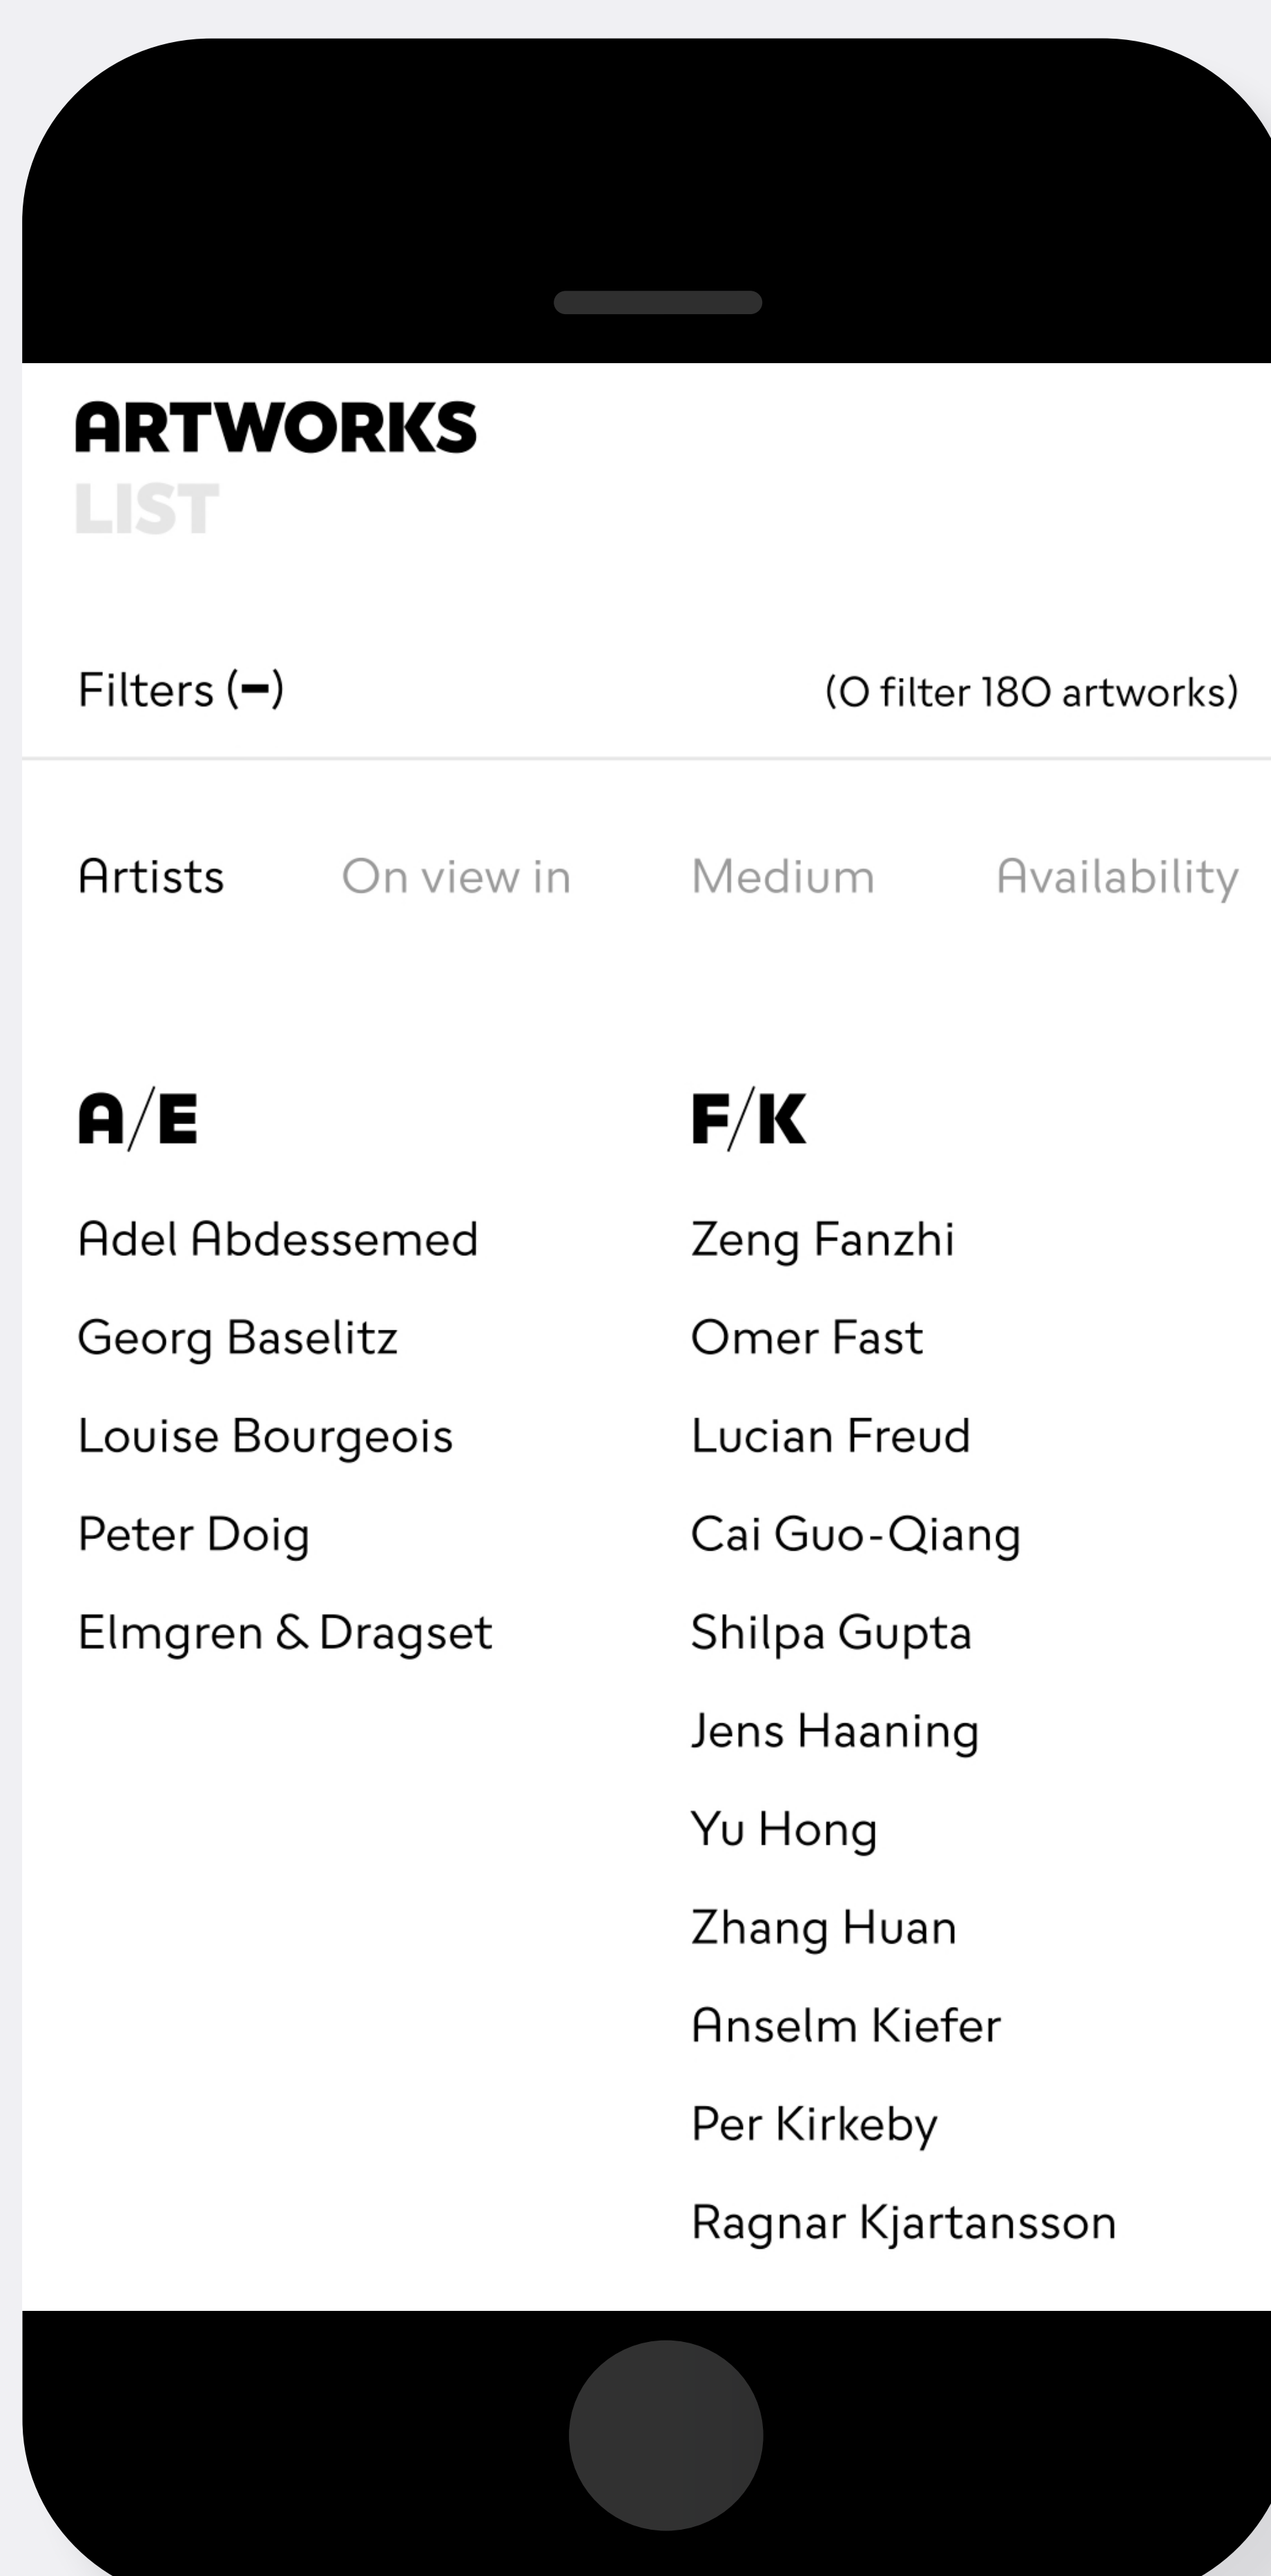 ARTWORKS
LIST
Filters (–) (0 filter 180 artworks)
Artists On view in Medium Availability
A/E
Adel Abdessemed
Georg Baselitz
Louise Bourgeois
Peter Doig
Elmgren & Dragset
F/K
Zeng Fanzhi
Omer Fast
Lucian Freud
Cai Guo-Qiang
Shilpa Gupta
Jens Haaning
Yu Hong
Zhang Huan
Anselm Kiefer
Per Kirkeby
Ragnar Kjartansson